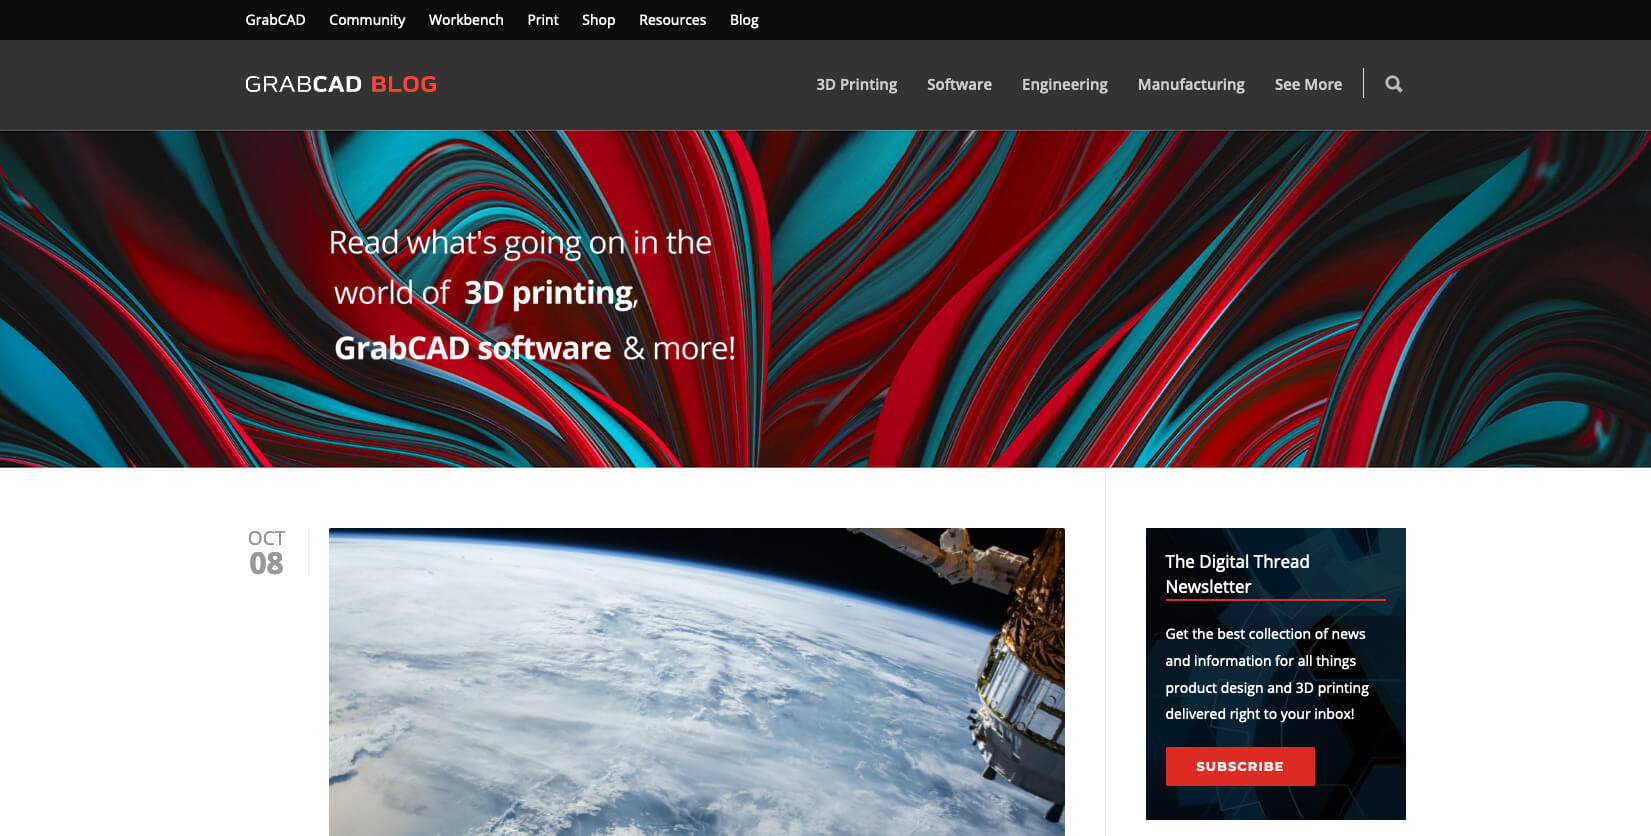 GrabCAD Community Workbench Print Shop Resources Blog
GRABCAD BLOG 3D Printing Software Engineering Manufacturing See More
Read what's going on in the
world of 3D printing,
GrabCAD software & more!
OCT
08
The Digital Thread
Newsletter
Get the best collection of news
and information for all things
product design and 3D printing
delivered right to your inbox!
SUBSCRIBE